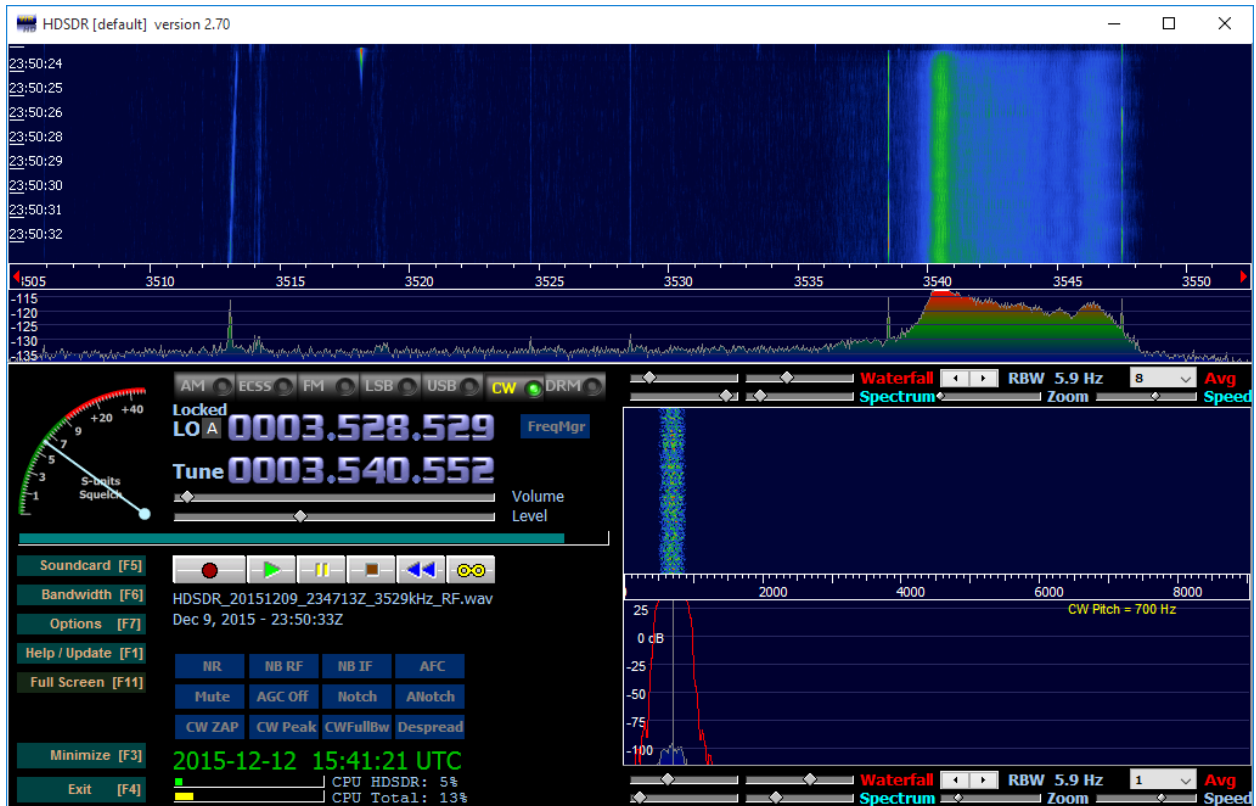 HDSDR [default] version 2.70
23:50:24
23:50:25
23:50:26
23:50:28
23:50:29
23:50:30
23:50:31
23:50:32
3505 3510 3515 3520 3525 3530 3535 3540 3545 3550
-115
-120
-125
-130
-135
AM ECSS FM LSB USB CW DRM
Waterfall RBW 5.9 Hz 8 Avg
Spectrum Zoom Speed
1 3 5 7 9 +20 +40
S-units
Squelch
Locked
LO A 0003.528.529 FreqMgr
Tune 0003.540.552
Volume
Level
Soundcard [F5]
Bandwidth [F6]
Options [F7]
Help / Update [F1]
Full Screen [F11]
Minimize [F3]
Exit [F4]
HDSDR_20151209_234713Z_3529kHz_RF.wav
Dec 9, 2015 - 23:50:33Z
NR NB RF NB IF AFC
Mute AGC Off Notch ANotch
CW ZAP CW Peak CWFullBw Despread
2015-12-12 15:41:21 UTC
CPU HDSDR: 5%
CPU Total: 13%
2000 4000 6000 8000
CW Pitch = 700 Hz
25
0 dB
-25
-50
-75
-100
Waterfall RBW 5.9 Hz 1 Avg
Spectrum Zoom Speed